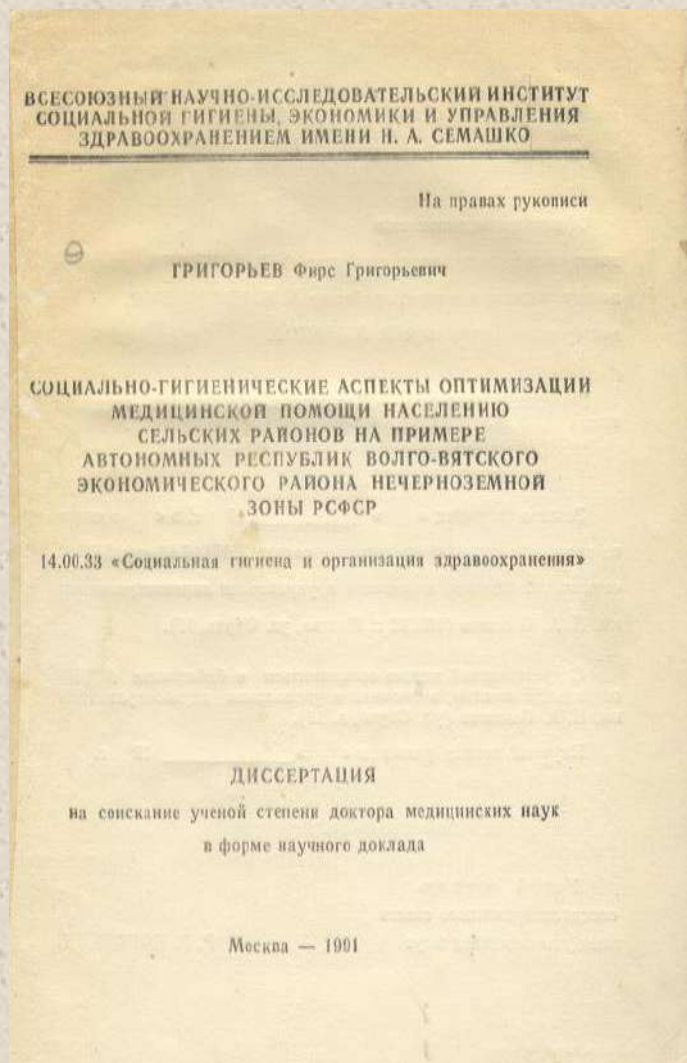 ВСЕСОЮЗНЫЙ НАУЧНО-ИССЛЕДОВАТЕЛЬСКИЙ ИНСТИТУТ
СОЦИАЛЬНОЙ ГИГИЕНЫ, ЭКОНОМИКИ И УПРАВЛЕНИЯ
ЗДРАВООХРАНЕНИЕМ ИМЕНИ Н. А. СЕМАШКО
На правах рукописи
ГРИГОРЬЕВ Фирс Григорьевич
СОЦИАЛЬНО-ГИГИЕНИЧЕСКИЕ АСПЕКТЫ ОПТИМИЗАЦИИ
МЕДИЦИНСКОЙ ПОМОЩИ НАСЕЛЕНИЮ
СЕЛЬСКИХ РАЙОНОВ НА ПРИМЕРЕ
АВТОНОМНЫХ РЕСПУБЛИК ВОЛГО-ВЯТСКОГО
ЭКОНОМИЧЕСКОГО РАЙОНА НЕЧЕРНОЗЕМНОЙ
ЗОНЫ РСФСР
14.00.33 «Социальная гигиена и организация здравоохранения»
ДИССЕРТАЦИЯ
на соискание ученой степени доктора медицинских наук
в форме научного доклада
Москва — 1991